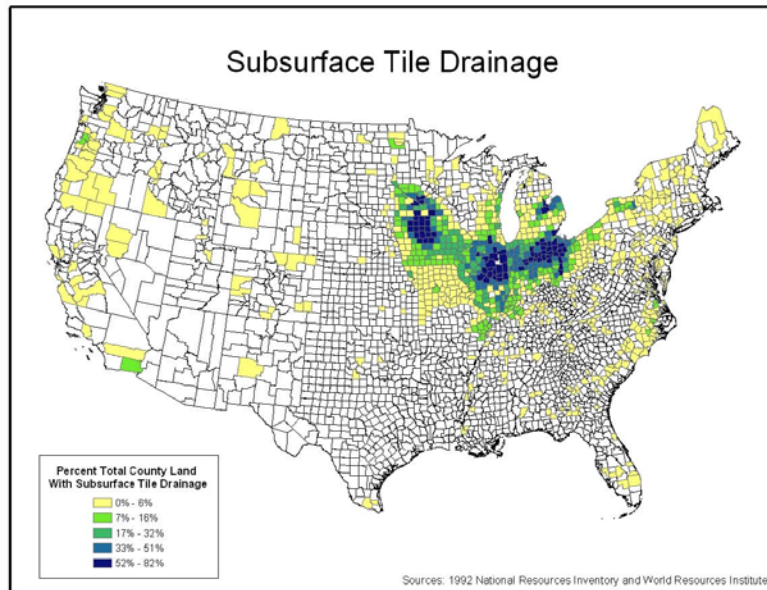 Subsurface Tile Drainage
Percent Total County Land
With Subsurface Tile Drainage
0% - 6%
7% - 16%
17% - 32%
33% - 51%
52% - 82%
Sources: 1992 National Resources Inventory and World Resources Institute